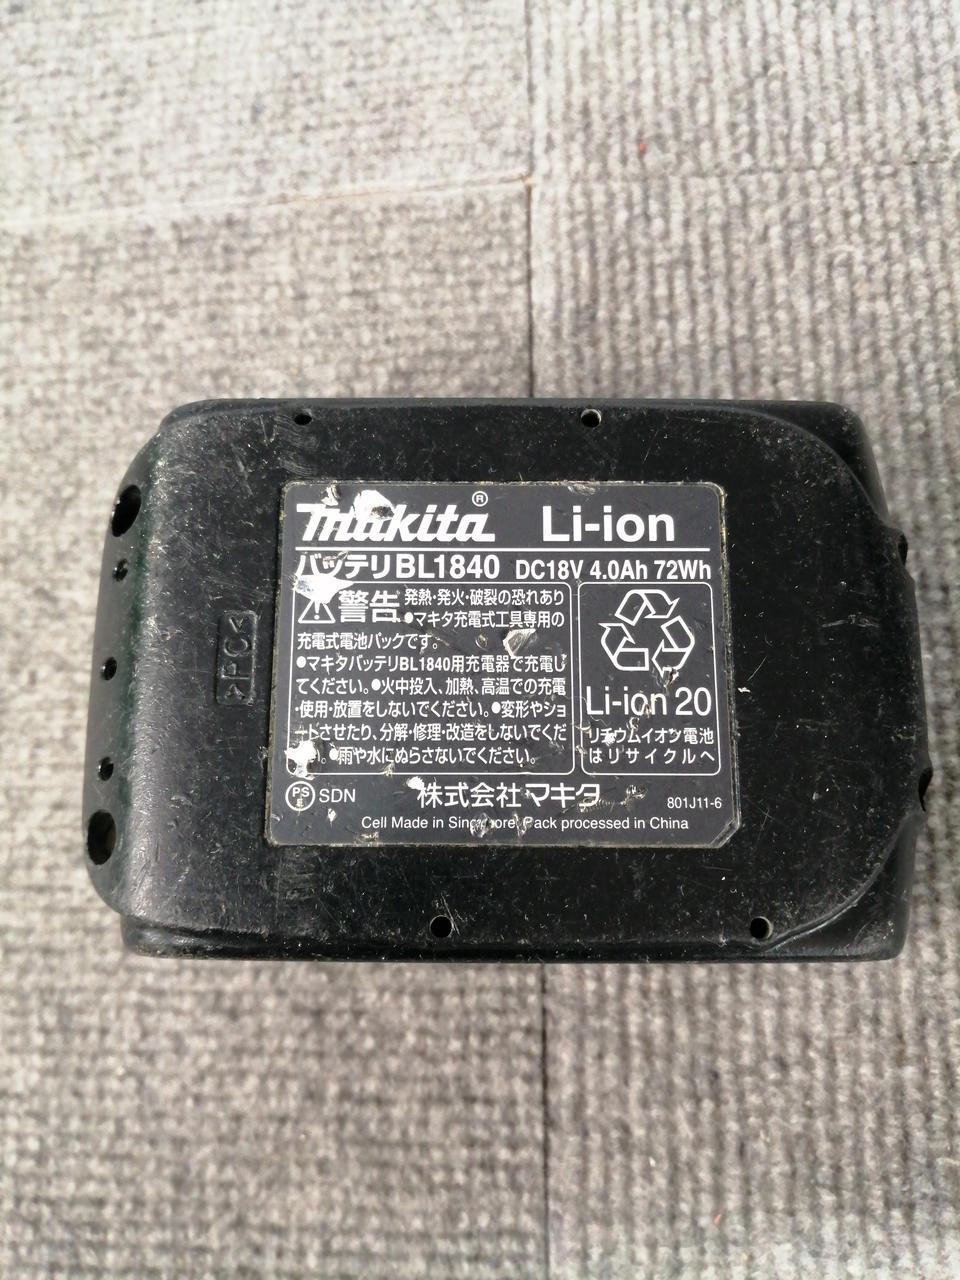 makita® Li-ion
バッテリBL1840 DC18V 4.0Ah 72Wh
警告 発熱・発火・破裂の恐れあり
●マキタ充電式工具専用の
充電式電池パックです。
●マキタバッテリBL1840用充電器で充電し
てください。●火中投入、加熱、高温での充電
・使用・放置をしないでください。●変形やショ
ートさせたり、分解・修理・改造をしないでくだ
い。●雨や水にぬらさないでください。
Li-ion 20
リチウムイオン電池
はリサイクルへ
PS
E SDN 株式会社マキタ 801J11-6
Cell Made in Singapore, Pack processed in China
>PC<